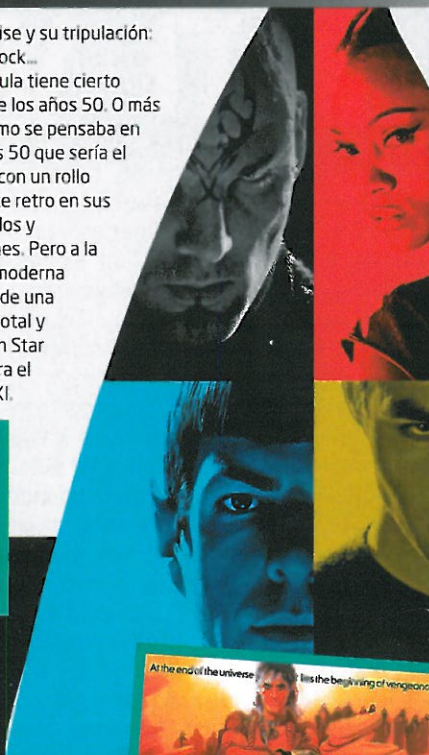 ise y su tripulación:
ock...
ula tiene cierto
e los años 50. O más
mo se pensaba en
s 50 que sería el
con un rollo
te retro en sus
dos y
nes. Pero a la
moderna
de una
otal y
n Star
ra el
XI.
At the end of the universe lies the beginning of vengeance